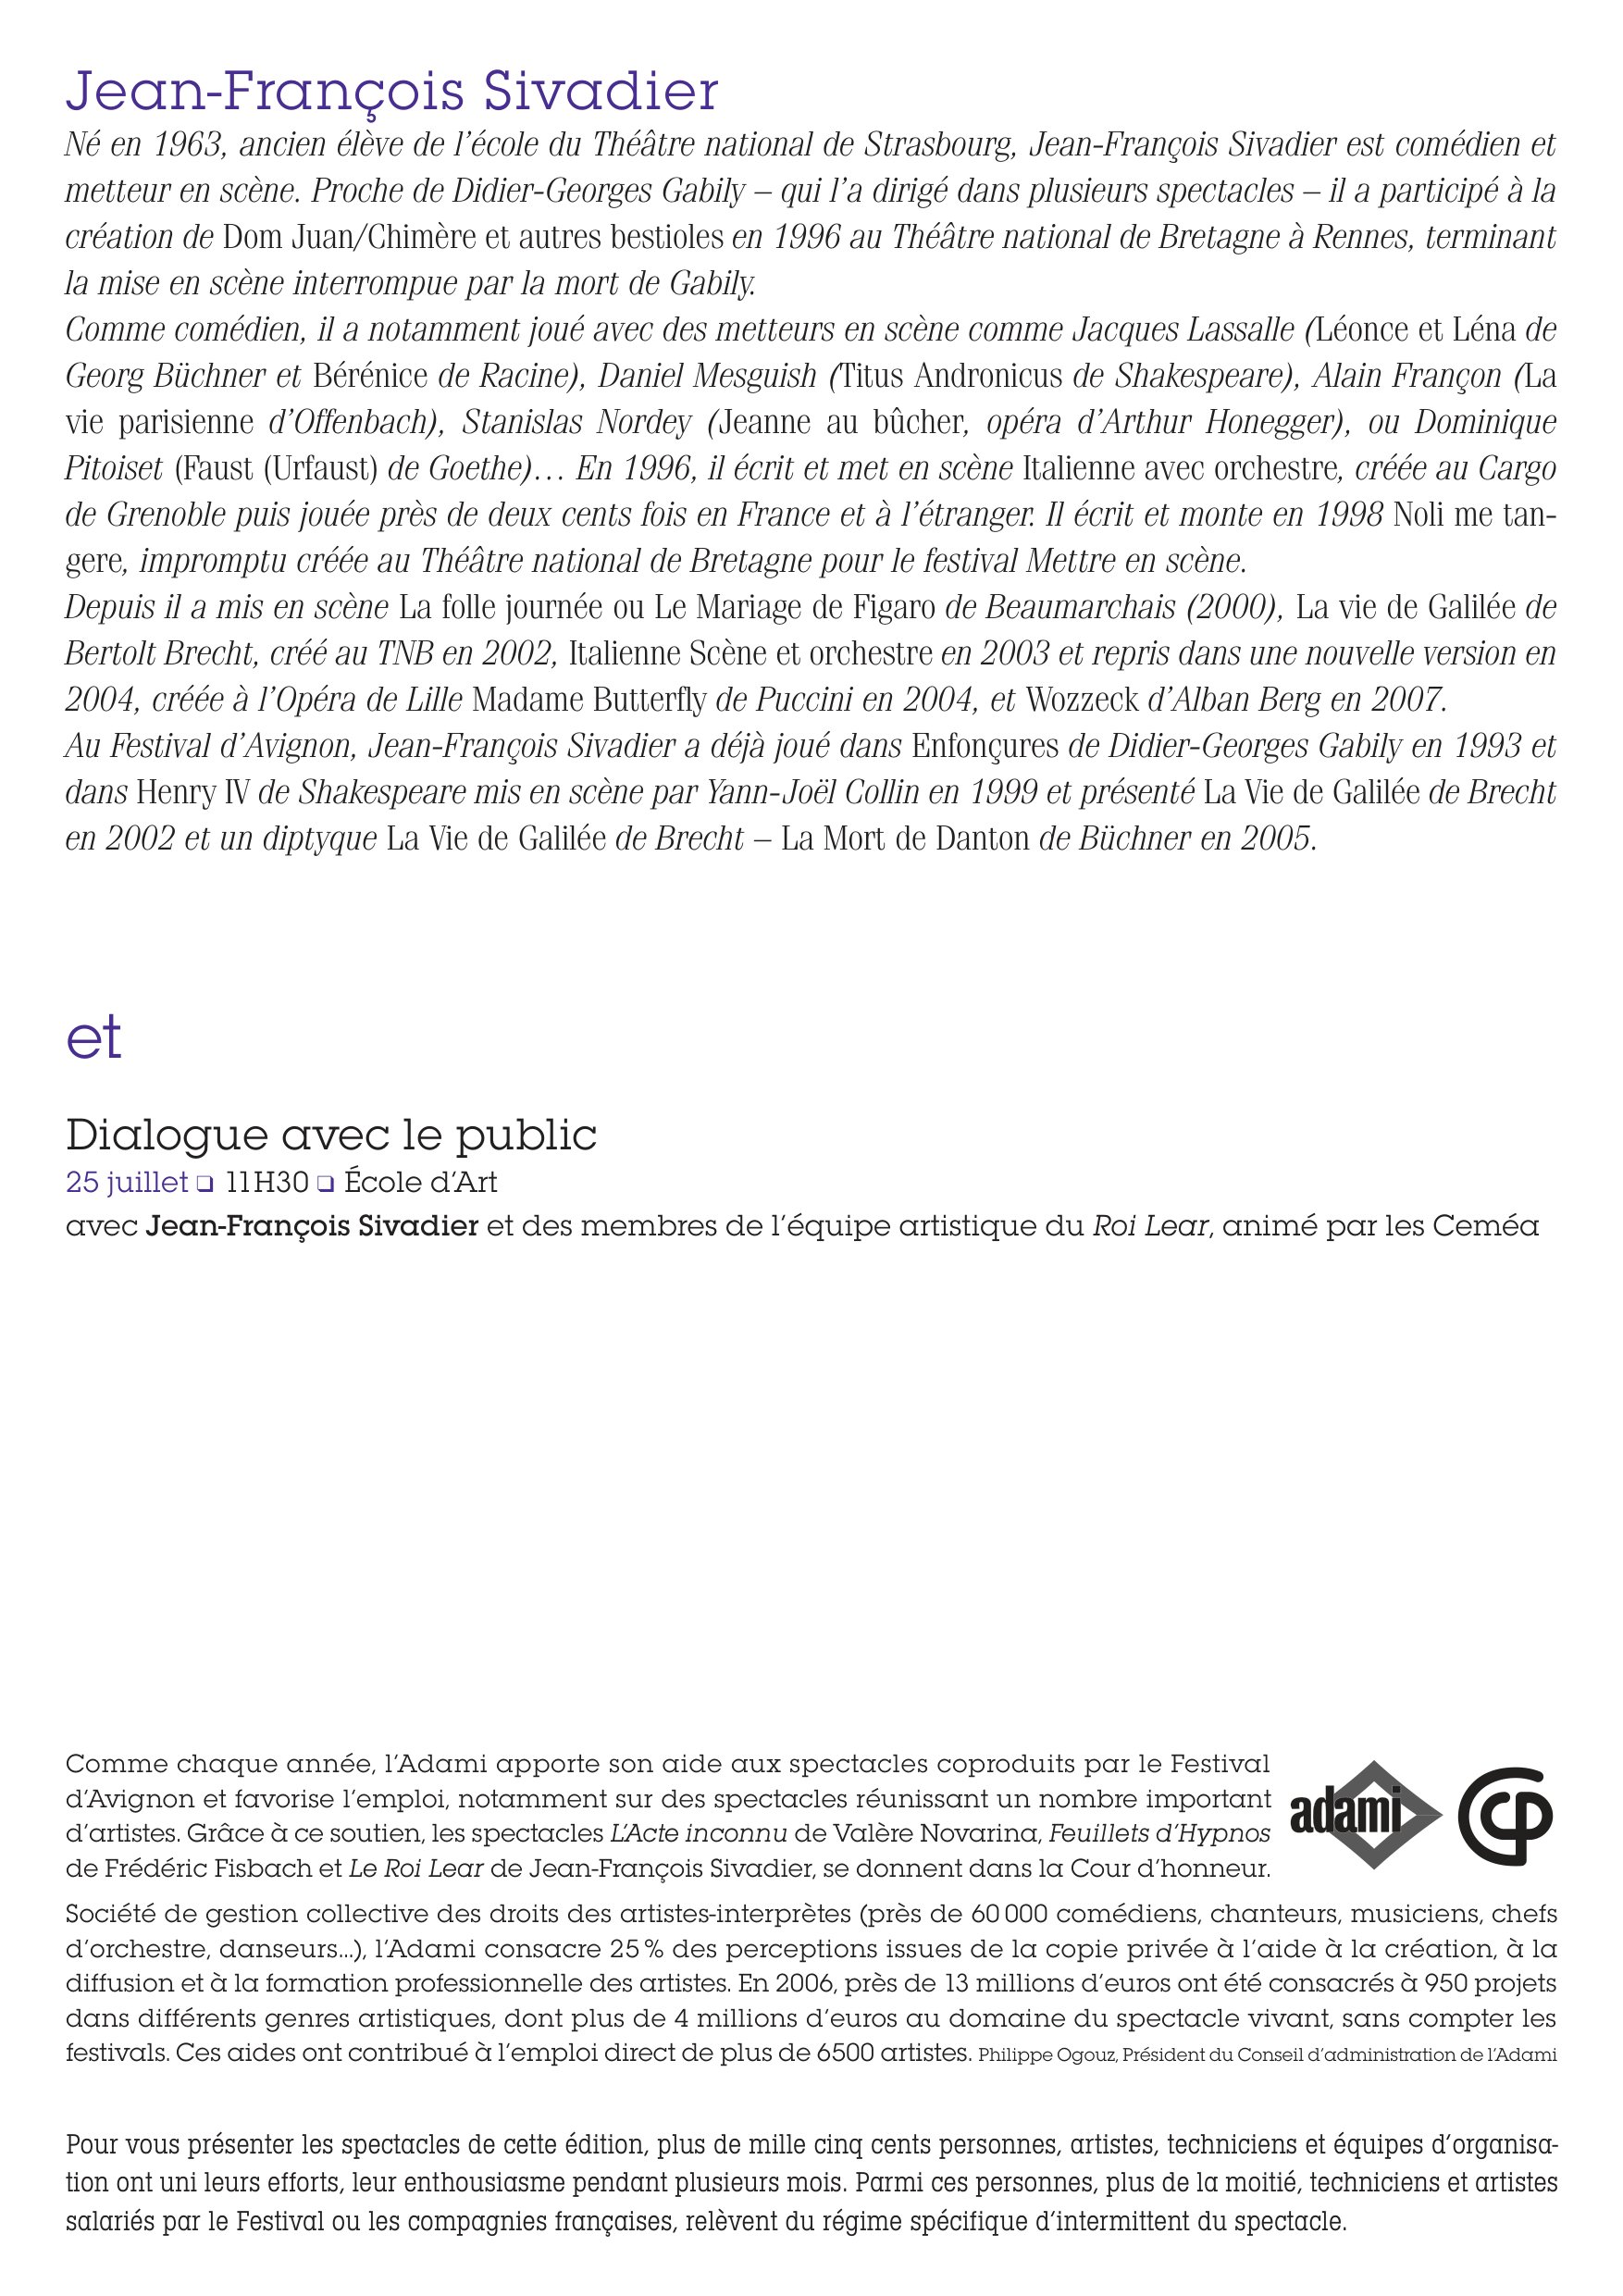 Jean-François Sivadier
Né en 1963, ancien élève de l’école du Théâtre national de Strasbourg, Jean-François Sivadier est comédien et
metteur en scène. Proche de Didier-Georges Gabily – qui l’a dirigé dans plusieurs spectacles – il a participé à la
création de Dom Juan/Chimère et autres bestioles en 1996 au Théâtre national de Bretagne à Rennes, terminant
la mise en scène interrompue par la mort de Gabily.
Comme comédien, il a notamment joué avec des metteurs en scène comme Jacques Lassalle (Léonce et Léna de
Georg Büchner et Bérénice de Racine), Daniel Mesguish (Titus Andronicus de Shakespeare), Alain Françon (La
vie parisienne d’Offenbach), Stanislas Nordey (Jeanne au bûcher, opéra d’Arthur Honegger), ou Dominique
Pitoiset (Faust (Urfaust) de Goethe)… En 1996, il écrit et met en scène Italienne avec orchestre, créée au Cargo
de Grenoble puis jouée près de deux cents fois en France et à l’étranger. Il écrit et monte en 1998 Noli me tan-
gere, impromptu créée au Théâtre national de Bretagne pour le festival Mettre en scène.
Depuis il a mis en scène La folle journée ou Le Mariage de Figaro de Beaumarchais (2000), La vie de Galilée de
Bertolt Brecht, créé au TNB en 2002, Italienne Scène et orchestre en 2003 et repris dans une nouvelle version en
2004, créée à l’Opéra de Lille Madame Butterfly de Puccini en 2004, et Wozzeck d’Alban Berg en 2007.
Au Festival d’Avignon, Jean-François Sivadier a déjà joué dans Enfonçures de Didier-Georges Gabily en 1993 et
dans Henry IV de Shakespeare mis en scène par Yann-Joël Collin en 1999 et présenté La Vie de Galilée de Brecht
en 2002 et un diptyque La Vie de Galilée de Brecht – La Mort de Danton de Büchner en 2005.
et
Dialogue avec le public
25 juillet ❏ 11H30 ❏ École d’Art
avec Jean-François Sivadier et des membres de l’équipe artistique du Roi Lear, animé par les Ceméa
Comme chaque année, l’Adami apporte son aide aux spectacles coproduits par le Festival
d’Avignon et favorise l’emploi, notamment sur des spectacles réunissant un nombre important
d’artistes. Grâce à ce soutien, les spectacles L’Acte inconnu de Valère Novarina, Feuillets d’Hypnos
de Frédéric Fisbach et Le Roi Lear de Jean-François Sivadier, se donnent dans la Cour d’honneur.
adami
Société de gestion collective des droits des artistes-interprètes (près de 60 000 comédiens, chanteurs, musiciens, chefs
d’orchestre, danseurs...), l’Adami consacre 25 % des perceptions issues de la copie privée à l’aide à la création, à la
diffusion et à la formation professionnelle des artistes. En 2006, près de 13 millions d’euros ont été consacrés à 950 projets
dans différents genres artistiques, dont plus de 4 millions d’euros au domaine du spectacle vivant, sans compter les
festivals. Ces aides ont contribué à l’emploi direct de plus de 6500 artistes. Philippe Ogouz, Président du Conseil d’administration de l’Adami
Pour vous présenter les spectacles de cette édition, plus de mille cinq cents personnes, artistes, techniciens et équipes d’organisa-
tion ont uni leurs efforts, leur enthousiasme pendant plusieurs mois. Parmi ces personnes, plus de la moitié, techniciens et artistes
salariés par le Festival ou les compagnies françaises, relèvent du régime spécifique d’intermittent du spectacle.